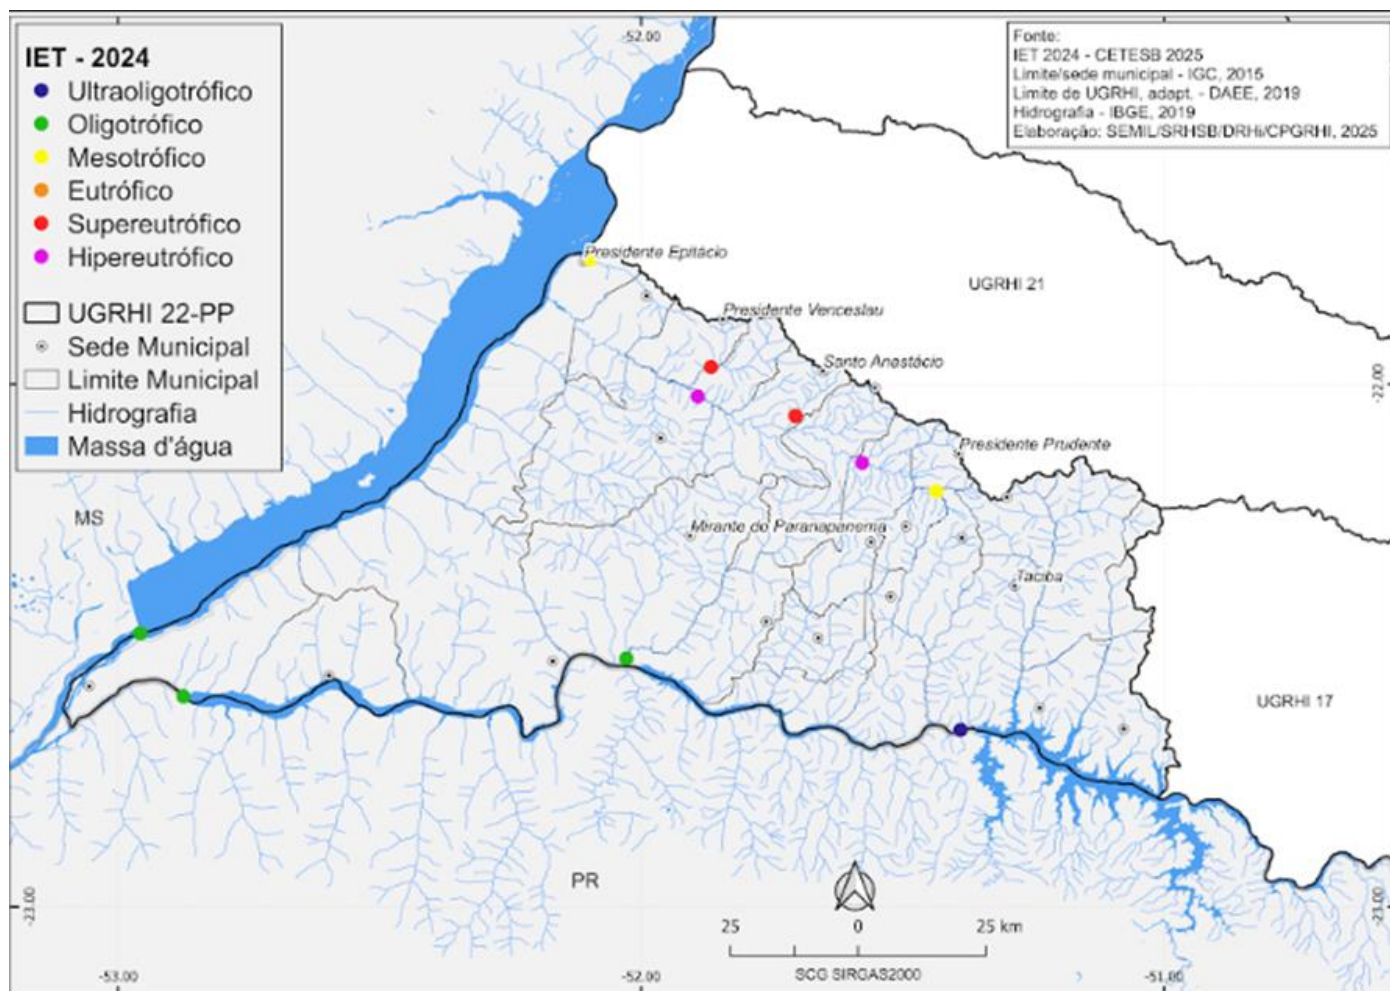 IET - 2024
Ultraoligotrófico
Oligotrófico
Mesotrófico
Eutrófico
Supereutrófico
Hipereutrófico
UGRHI 22-PP
Sede Municipal
Limite Municipal
Hidrografia
Massa d'água
-52.00
Fonte:
IET 2024 - CETESB 2025
Limite/sede municipal - IGC, 2015
Limite de UGRHI, adapt. - DAEE, 2019
Hidrografia - IBGE, 2019
Elaboração: SEMIL/SRHSB/DRHi/CPGRHI, 2025
Presidente Epitácio
UGRHI 21
Presidente Venceslau
Santo Anastácio
-22.00
Presidente Prudente
MS
Mirante do Paranapanema
Taciba
UGRHI 17
PR
-23.00
-23.00
25 0 25 km
SCG SIRGAS2000
-53.00
-52.00
-51.00